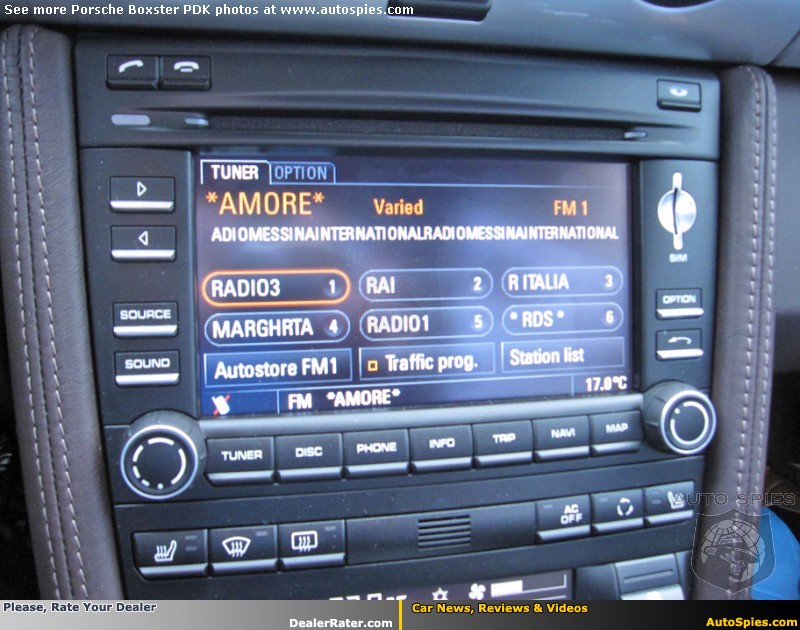 See more Porsche Boxster PDK photos at www.autospies.com
TUNER OPTION
*AMORE* Varied FM 1
ADIOMESSINAINTERNATIONALRADIOMESSINAINTERNATIONAL
RADIO3 1 RAI 2 R ITALIA 3
MARGHRTA 4 RADIO1 5 *RDS* 6
Autostore FM1 Traffic prog. Station list
FM *AMORE* 17.0°C
SOURCE
SOUND
SIM
OPTION
TUNER DISC PHONE INFO TRIP NAVI MAP
AC OFF
AUTO SPIES
Please, Rate Your Dealer
DealerRater.com
Car News, Reviews & Videos
AutoSpies.com